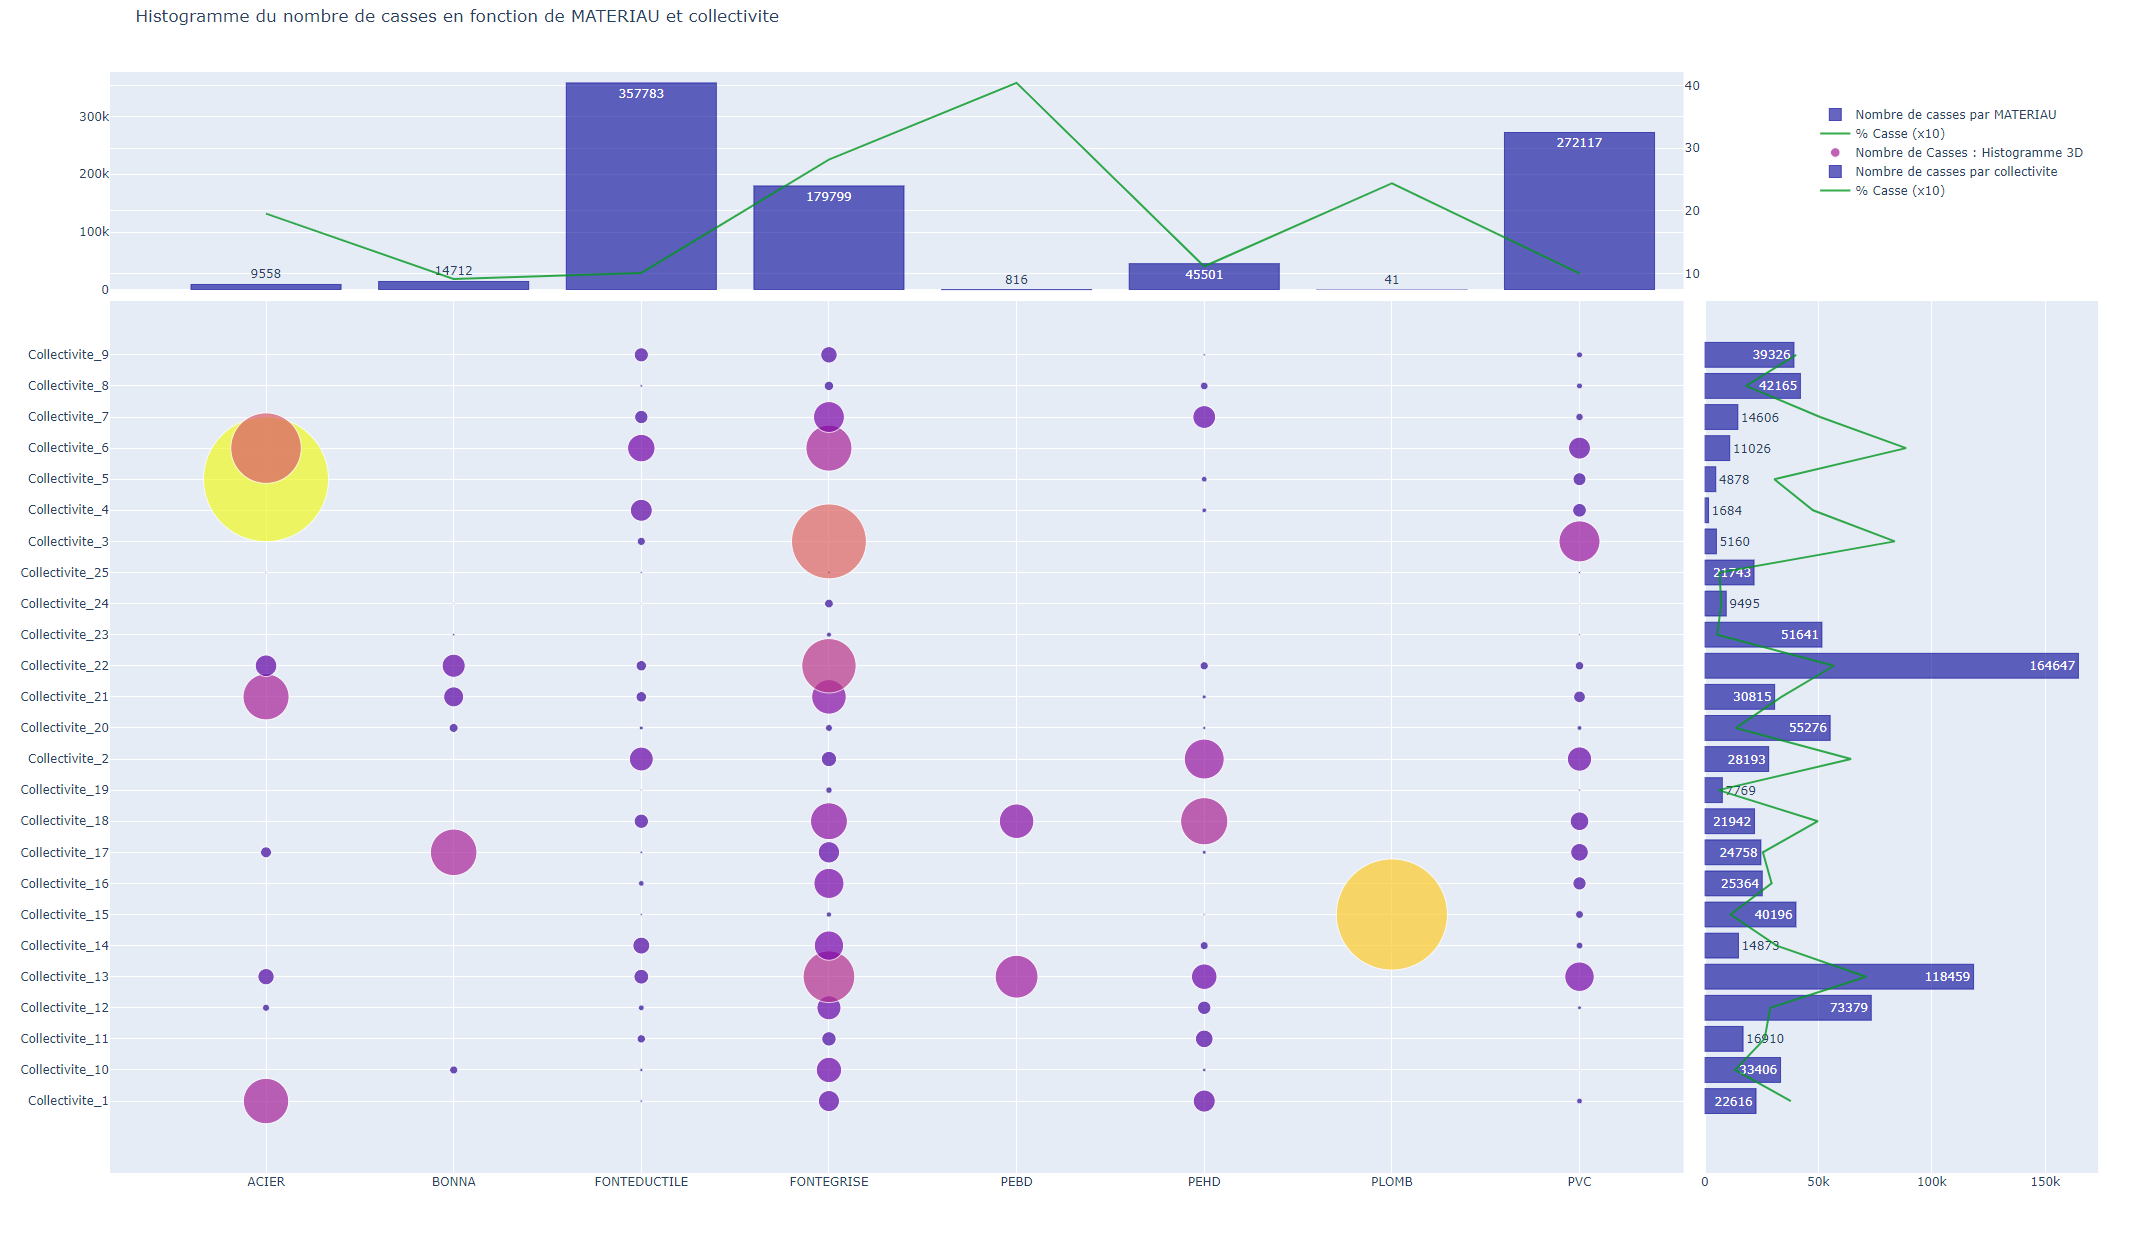 Histogramme du nombre de casses en fonction de MATERIAU et collectivite
300k
200k
100k
0
9558
14712
357783
179799
816
45501
41
272117
40
30
20
10
Nombre de casses par MATERIAU
% Casse (x10)
Nombre de Casses : Histogramme 3D
Nombre de casses par collectivite
% Casse (x10)
Collectivite_9
39326
Collectivite_8
42165
Collectivite_7
14606
Collectivite_6
11026
Collectivite_5
4878
Collectivite_4
1684
Collectivite_3
5160
Collectivite_25
21743
Collectivite_24
9495
Collectivite_23
51641
Collectivite_22
164647
Collectivite_21
30815
Collectivite_20
55276
Collectivite_2
28193
Collectivite_19
7769
Collectivite_18
21942
Collectivite_17
24758
Collectivite_16
25364
Collectivite_15
40196
Collectivite_14
14873
Collectivite_13
118459
Collectivite_12
73379
Collectivite_11
16910
Collectivite_10
33406
Collectivite_1
22616
ACIER
BONNA
FONTEDUCTILE
FONTEGRISE
PEBD
PEHD
PLOMB
PVC
0
50k
100k
150k